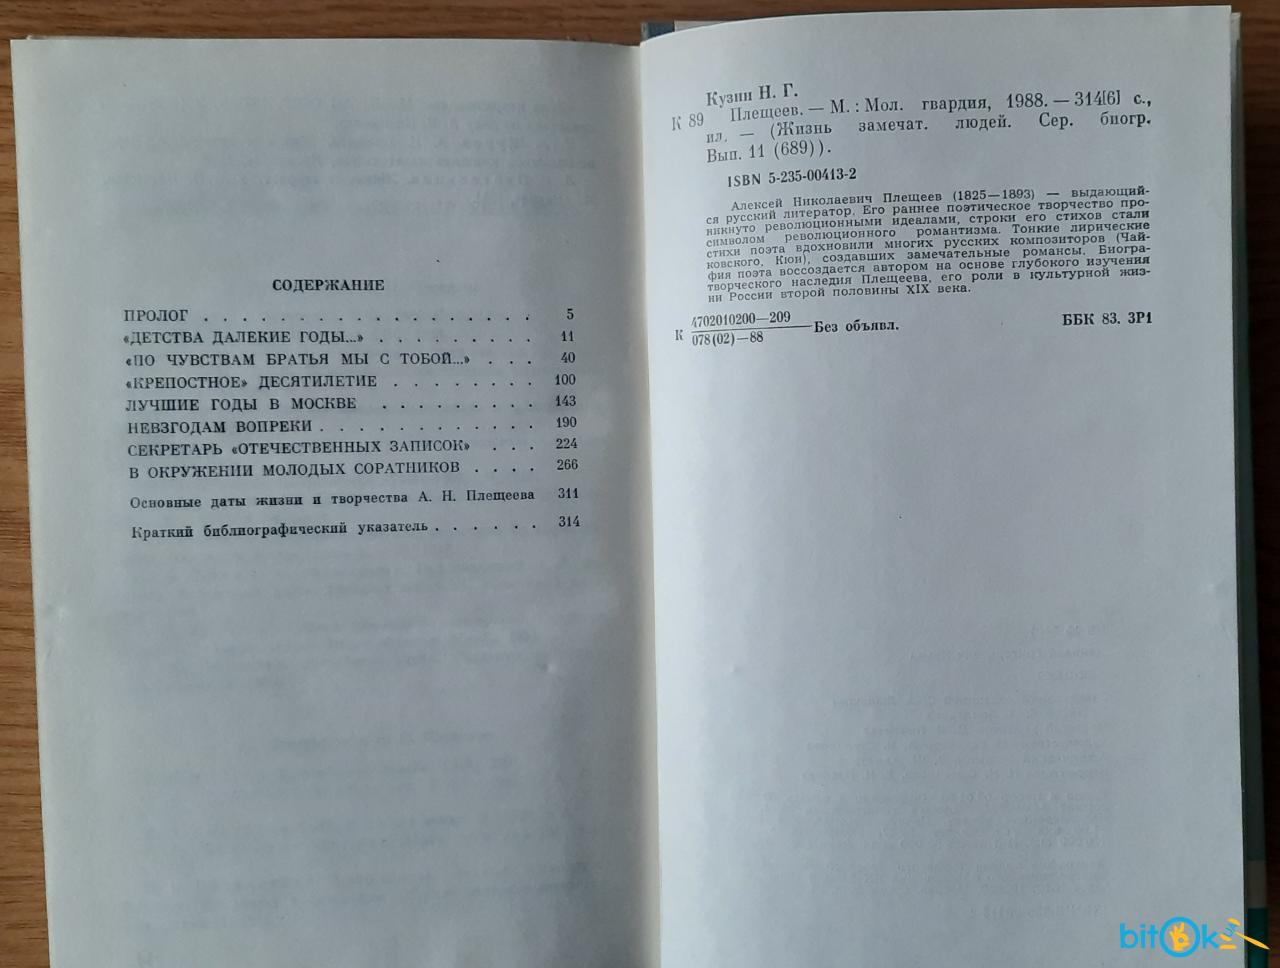 СОДЕРЖАНИЕ
ПРОЛОГ . . . . . . . . . . . . . . . . . . 5
«ДЕТСТВА ДАЛЕКИЕ ГОДЫ...» . . . . . . . . . 11
«ПО ЧУВСТВАМ БРАТЬЯ МЫ С ТОБОЙ...» . . . 40
«КРЕПОСТНОЕ» ДЕСЯТИЛЕТИЕ . . . . . . . . 100
ЛУЧШИЕ ГОДЫ В МОСКВЕ . . . . . . . . . 143
НЕВЗГОДАМ ВОПРЕКИ . . . . . . . . . . . . 190
СЕКРЕТАРЬ «ОТЕЧЕСТВЕННЫХ ЗАПИСОК» . . . 224
В ОКРУЖЕНИИ МОЛОДЫХ СОРАТНИКОВ . . . . 266
Основные даты жизни и творчества А. Н. Плещеева 311
Краткий библиографический указатель . . . . . . 314
Кузин Н. Г.
К 89 Плещеев. — М. : Мол. гвардия, 1988. — 314[6] с.,
ил. — (Жизнь замечат. людей. Сер. биогр.
Вып. 11 (689)).
ISBN 5-235-00413-2
Алексей Николаевич Плещеев (1825—1893) — выдающий-
ся русский литератор. Его раннее поэтическое творчество про-
никнуто революционными идеалами, строки его стихов стали
символом революционного романтизма. Тонкие лирические
стихи поэта вдохновили многих русских композиторов (Чай-
ковского, Кюи), создавших замечательные романсы. Биогра-
фия поэта воссоздается автором на основе глубокого изучения
творческого наследия Плещеева, его роли в культурной жиз-
ни России второй половины XIX века.
К 4702010200—209
078(02)—88 Без объявл.
ББК 83. 3Р1
bitOk